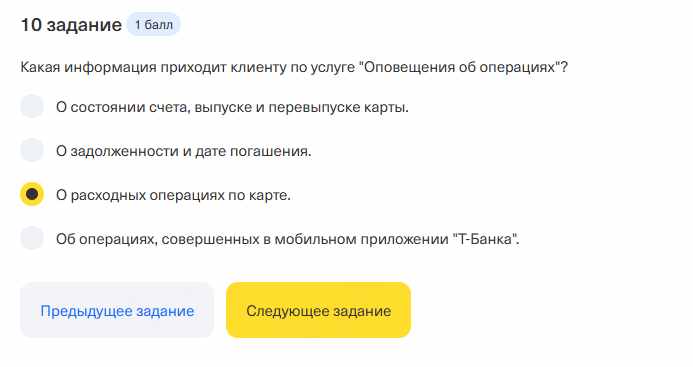 10 задание 1 балл
Какая информация приходит клиенту по услуге "Оповещения об операциях"?
О состоянии счета, выпуске и перевыпуске карты.
О задолженности и дате погашения.
О расходных операциях по карте.
Об операциях, совершенных в мобильном приложении "Т-Банка".
Предыдущее задание Следующее задание